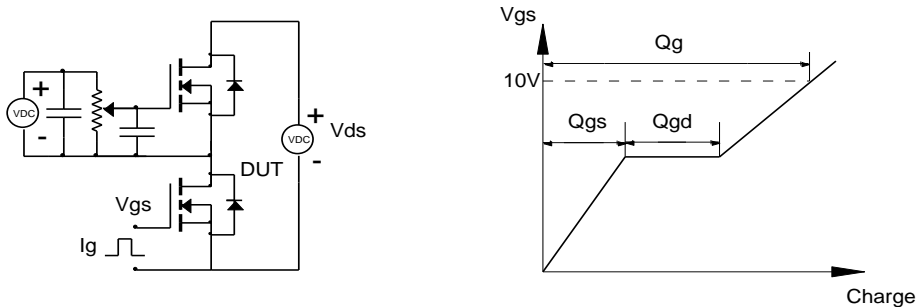 +
VDC
-
+
VDC
-
Vds
DUT
Vgs
Ig
Vgs
Qg
10V
Qgs
Qgd
Charge